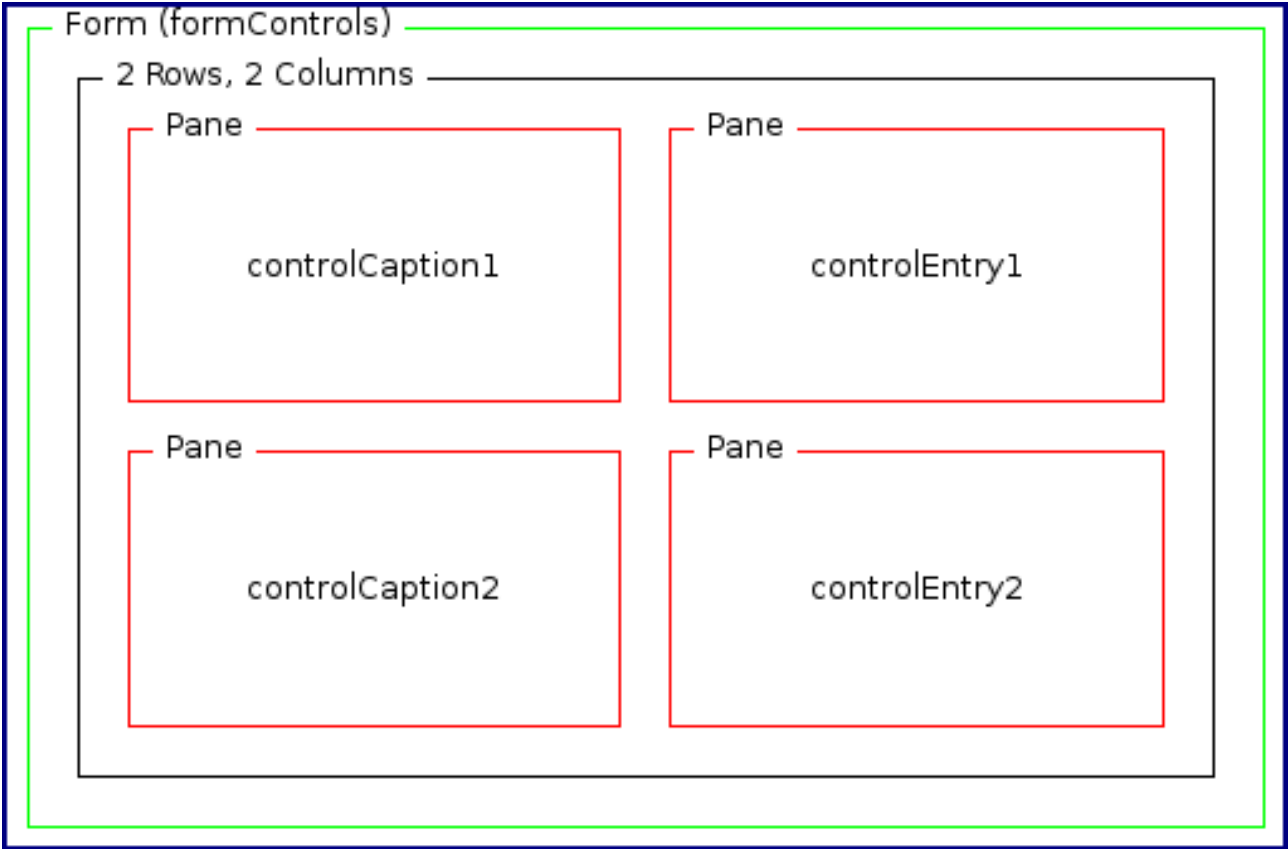 Form (formControls)
2 Rows, 2 Columns
Pane
Pane
controlCaption1
controlEntry1
Pane
Pane
controlCaption2
controlEntry2